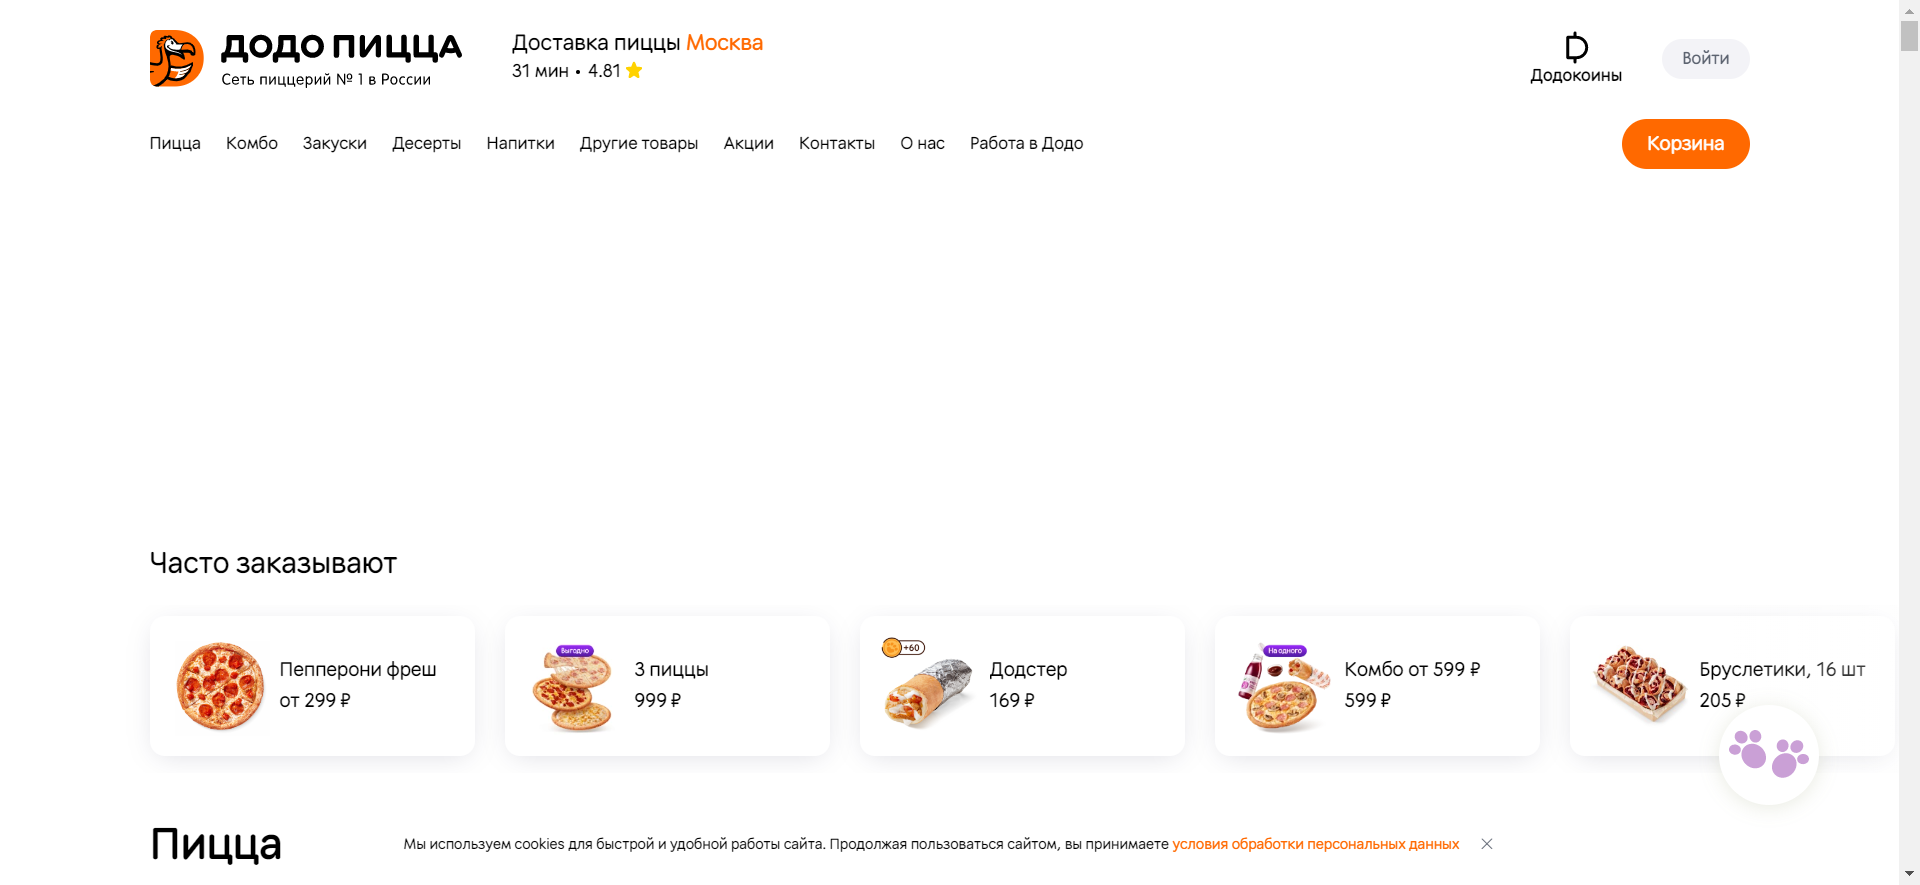 ДОДО ПИЦЦА
Сеть пиццерий № 1 в России
Доставка пиццы Москва
31 мин • 4.81
Додокоины
Войти
Пицца Комбо Закуски Десерты Напитки Другие товары Акции Контакты О нас Работа в Додо
Корзина
Часто заказывают
Пепперони фреш
от 299 ₽
Выгодно
3 пиццы
999 ₽
+60
Додстер
169 ₽
На одного
Комбо от 599 ₽
599 ₽
Бруслетики, 16 шт
205 ₽
Пицца
Мы используем cookies для быстрой и удобной работы сайта. Продолжая пользоваться сайтом, вы принимаете условия обработки персональных данных